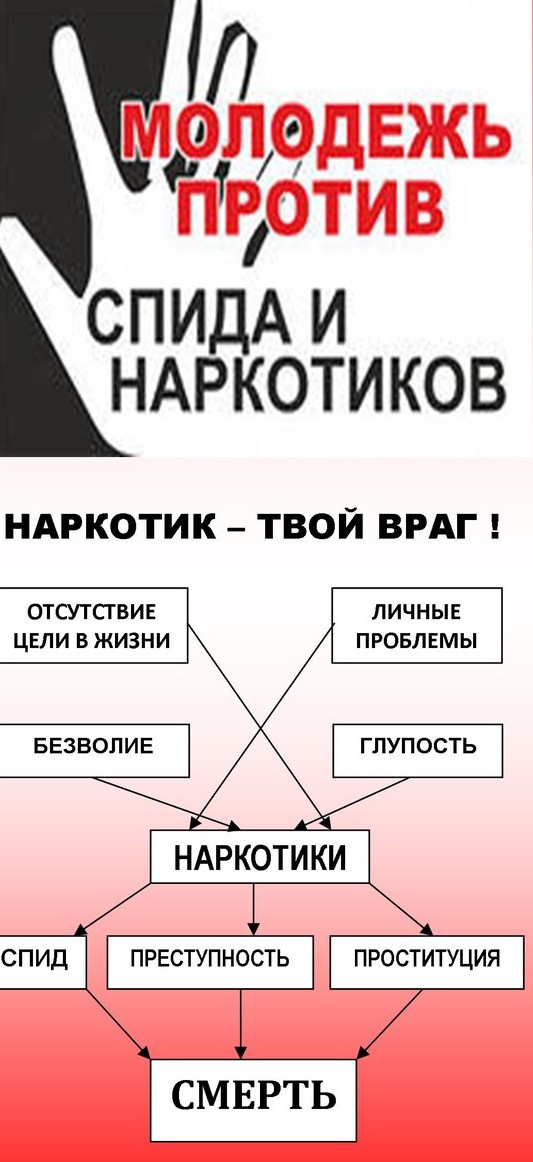 МОЛОДЕЖЬ
ПРОТИВ
СПИДА И
НАРКОТИКОВ
НАРКОТИК – ТВОЙ ВРАГ !
ОТСУТСТВИЕ
ЦЕЛИ В ЖИЗНИ
ЛИЧНЫЕ
ПРОБЛЕМЫ
БЕЗВОЛИЕ
ГЛУПОСТЬ
НАРКОТИКИ
СПИД
ПРЕСТУПНОСТЬ
ПРОСТИТУЦИЯ
СМЕРТЬ